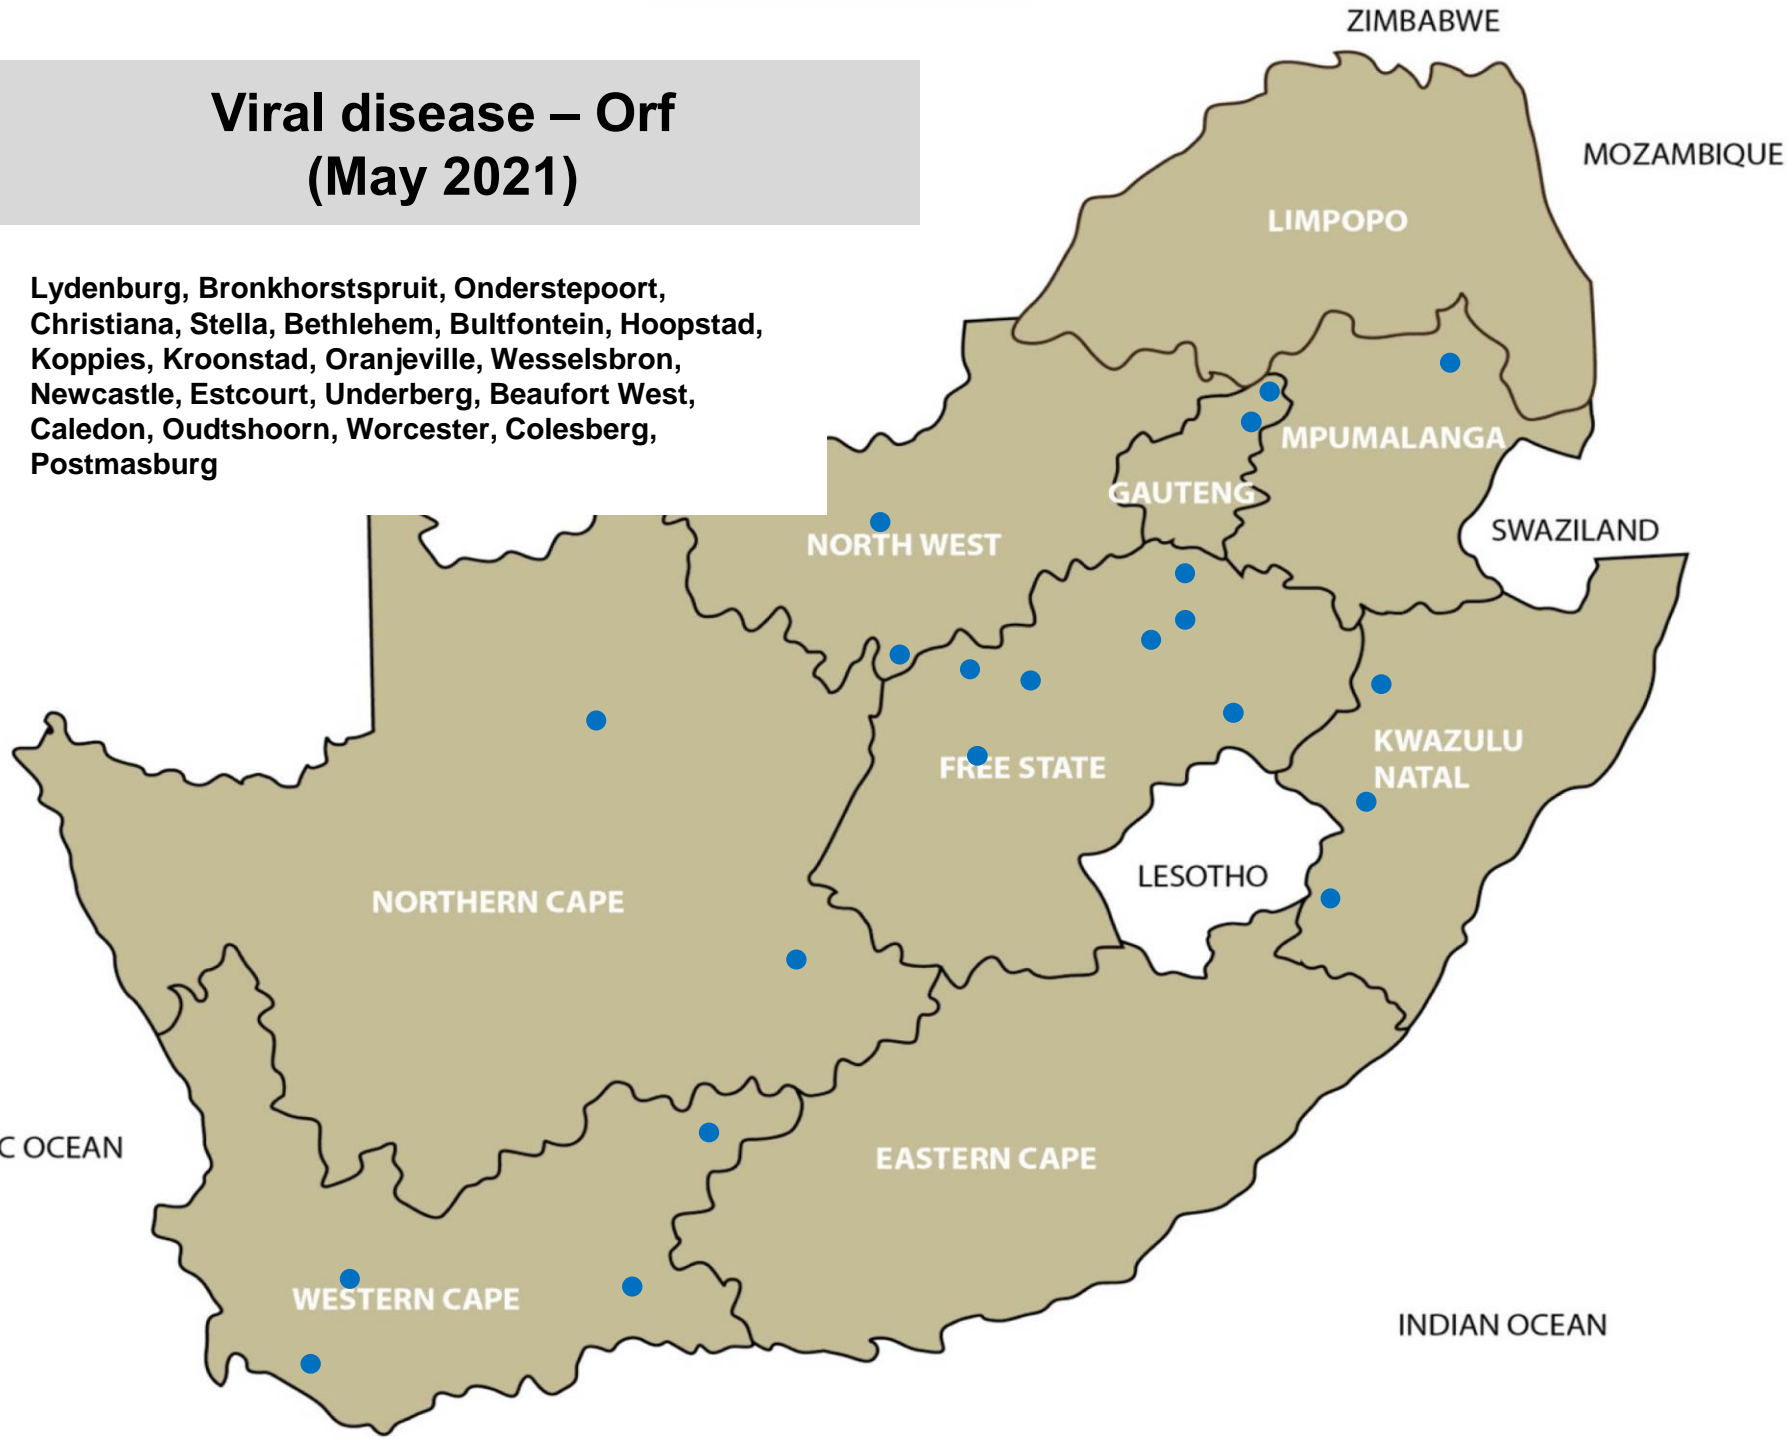 ZIMBABWE
Viral disease – Orf
(May 2021)
MOZAMBIQUE
LIMPOPO
Lydenburg, Bronkhorstspruit, Onderstepoort,
Christiana, Stella, Bethlehem, Bultfontein, Hoopstad,
Koppies, Kroonstad, Oranjeville, Wesselsbron,
Newcastle, Estcourt, Underberg, Beaufort West,
Caledon, Oudtshoorn, Worcester, Colesberg,
Postmasburg
MPUMALANGA
GAUTENG
SWAZILAND
NORTH WEST
KWAZULU
NATAL
FREE STATE
LESOTHO
NORTHERN CAPE
C OCEAN
EASTERN CAPE
WESTERN CAPE
INDIAN OCEAN